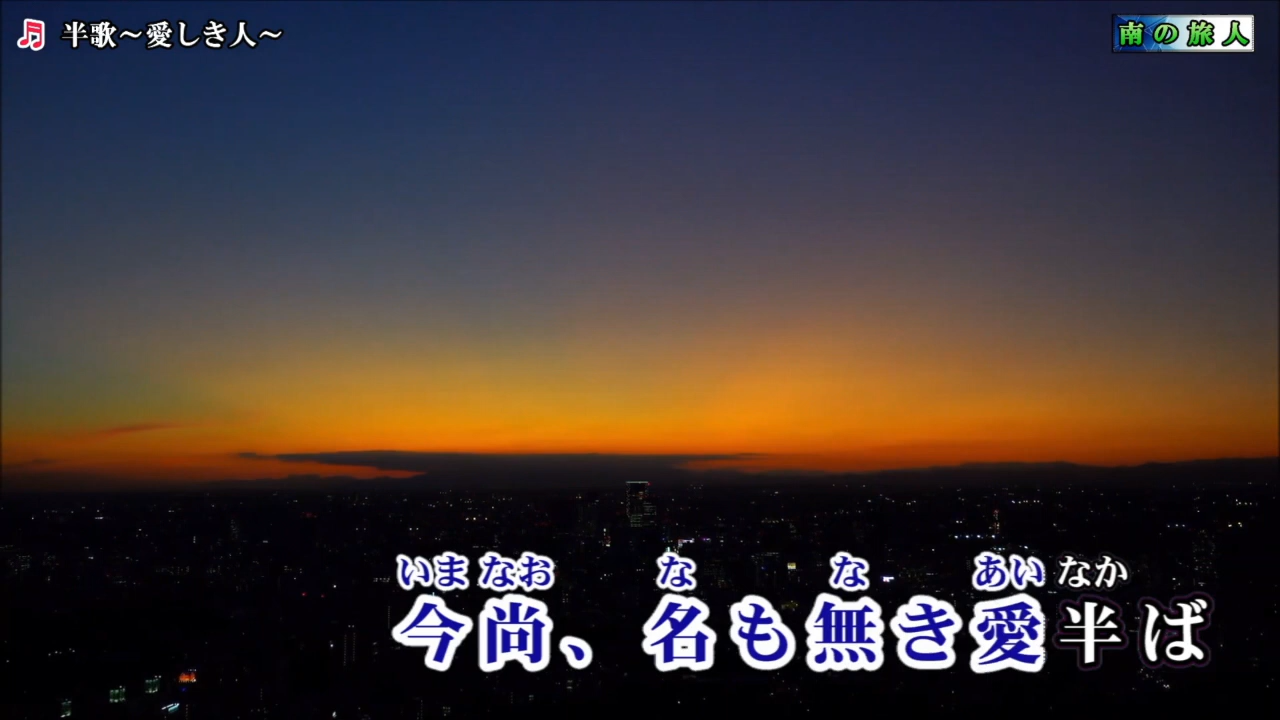 半歌～愛しき人～
南の旅人
いま なお な な あい なか
今尚、名も無き愛半ば